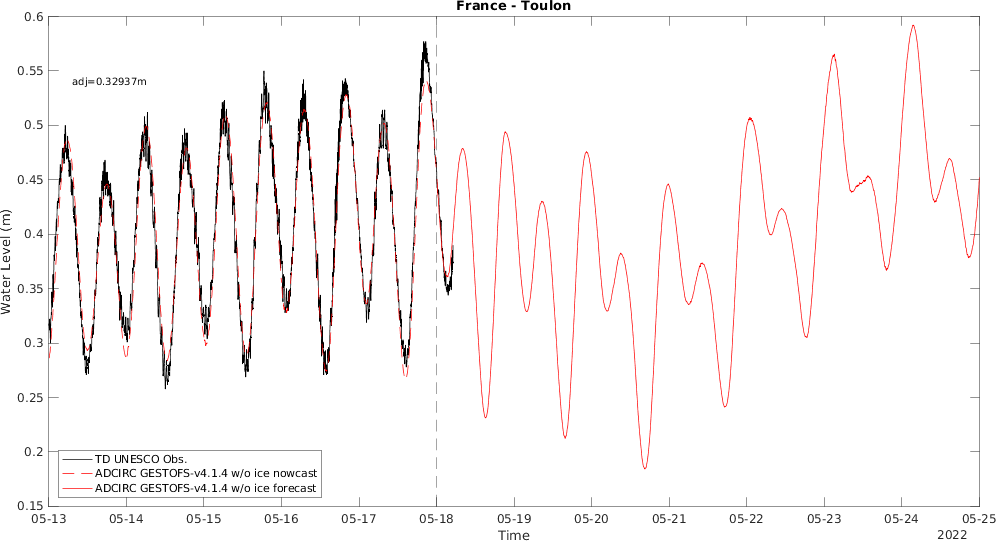 France - Toulon
0.6
0.55
0.5
0.45
0.4
0.35
0.3
0.25
0.2
0.15
Water Level (m)
adj=0.32937m
TD UNESCO Obs.
ADCIRC GESTOFS-v4.1.4 w/o ice nowcast
ADCIRC GESTOFS-v4.1.4 w/o ice forecast
05-13 05-14 05-15 05-16 05-17 05-18 05-19 05-20 05-21 05-22 05-23 05-24 05-25
Time
2022